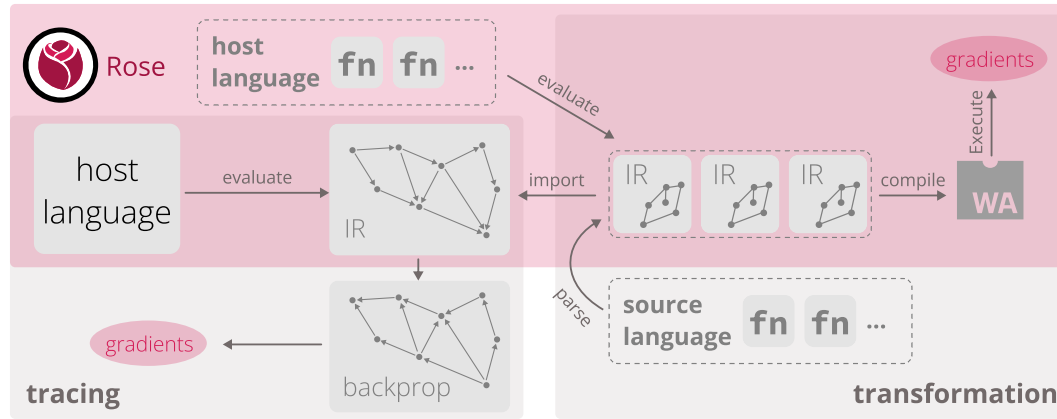 Rose
host
language
fn fn ...
evaluate
gradients
Execute
host
language
evaluate
IR
import
IR IR IR
compile
WA
parse
source
language
fn fn ...
gradients
backprop
tracing
transformation